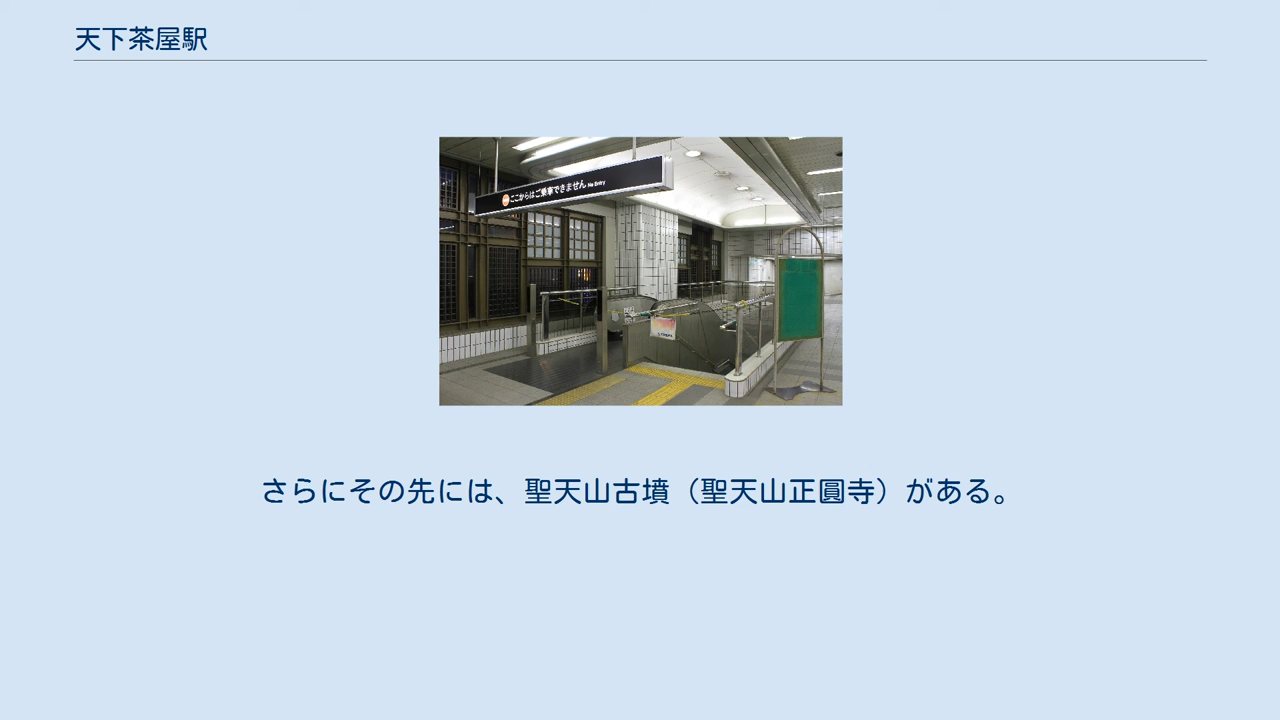 天下茶屋駅
ここからはご乗車できません No Entry
さらにその先には、聖天山古墳（聖天山正圓寺）がある。